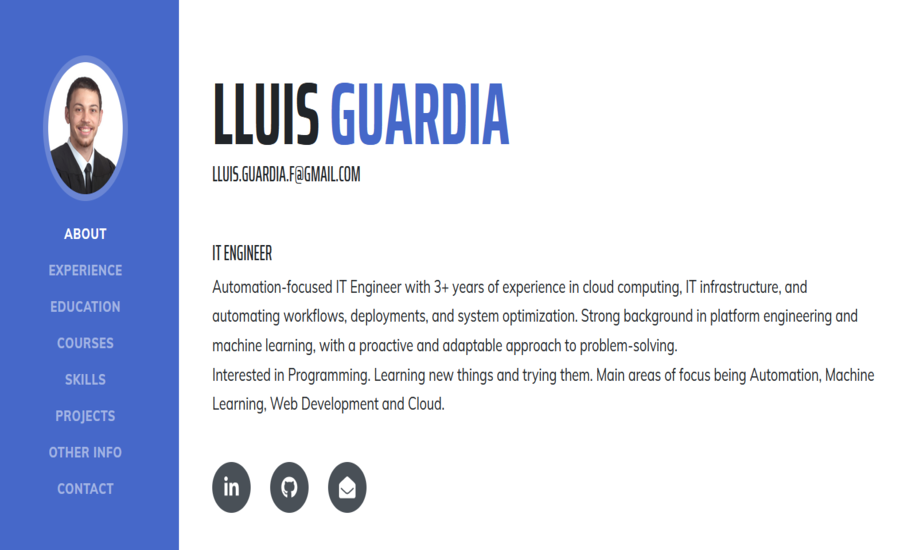 ABOUT
EXPERIENCE
EDUCATION
COURSES
SKILLS
PROJECTS
OTHER INFO
CONTACT
LLUIS GUARDIA
LLUIS.GUARDIA.F@GMAIL.COM
IT ENGINEER
Automation-focused IT Engineer with 3+ years of experience in cloud computing, IT infrastructure, and
automating workflows, deployments, and system optimization. Strong background in platform engineering and
machine learning, with a proactive and adaptable approach to problem-solving.
Interested in Programming. Learning new things and trying them. Main areas of focus being Automation, Machine
Learning, Web Development and Cloud.
in